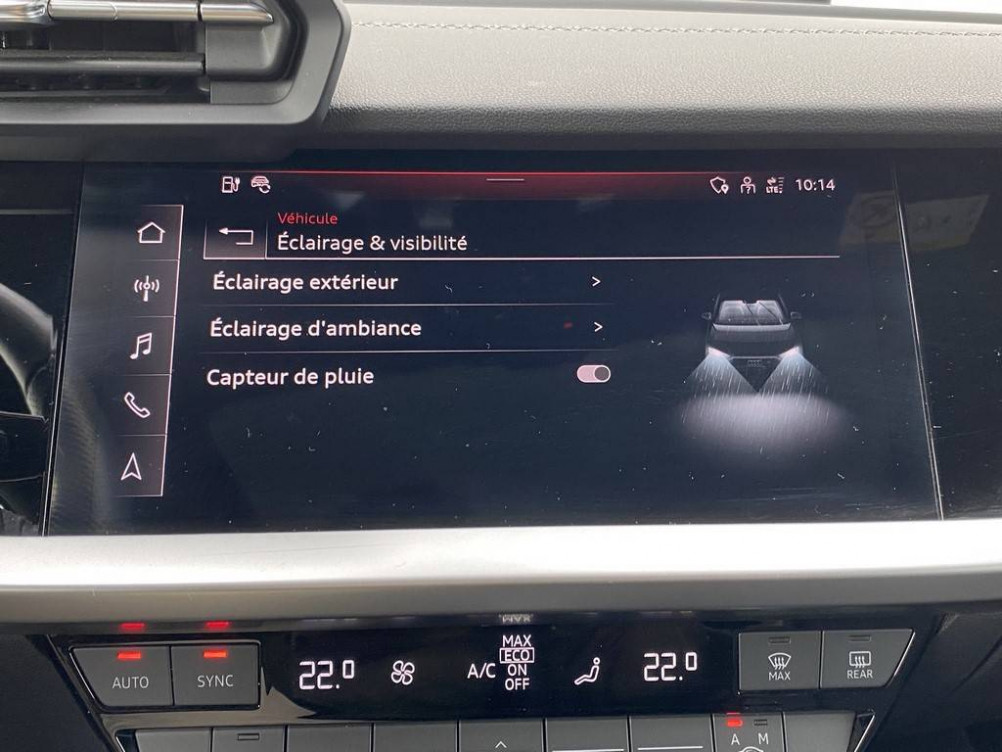 LTE
10:14
Véhicule
Éclairage & visibilité
Éclairage extérieur >
Éclairage d'ambiance >
Capteur de pluie
AUTO
SYNC
22.0
A/C
MAX
ECO
ON
OFF
22.0
MAX
REAR
A M